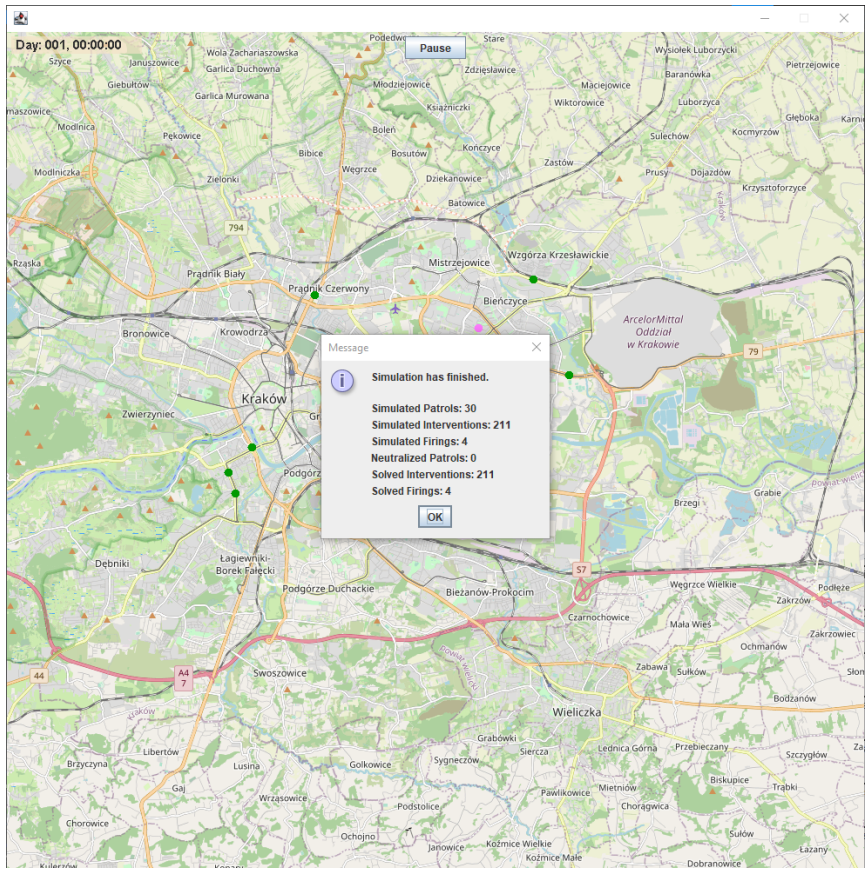 Day: 001, 00:00:00
Pause
Stare
Wola Zachariaszowska
Wysiołek Luborzycki
Szyce
Januszowice
Garlica Duchowna
Zdzięsławice
Baranówka
Pietrzejowice
Giebułtów
Młodziejowice
Maciejowice
Garlica Murowana
Książniczki
Wiktorowice
Luborzyca
Głęboka
Modlnica
Pękowice
Boleń
Sulechów
Kocmyrzów
Bibice
Bosutów
Kończyce
Węgrzce
Zastów
Modlniczka
Zielonki
Dziekanowice
Prusy
Dojazdów
Krzysztoforzyce
Batowice
794
Kraków
Rząska
Mistrzejowice
Wzgórza Krzesławickie
Prądnik Biały
Prądnik Czerwony
Bieńczyce
ArcelorMittal
Oddział
w Krakowie
Bronowice
Krowodrza
79
Message
Simulation has finished.
Simulated Patrols: 30
Simulated Interventions: 211
Simulated Firings: 4
Neutralized Patrols: 0
Solved Interventions: 211
Solved Firings: 4
OK
Kraków
Zwierzyniec
Brzegi
Grabie
Dębniki
Łagiewniki-
Borek Fałęcki
S7
Podgórze Duchackie
Bieżanów-Prokocim
Węgrzce Wielkie
Podłęże
Zakrzów
Czarnochowice
Mała Wieś
Zakrzowiec
Ochmanów
powiat wielicki
44
A4
7
Swoszowice
Zabawa
Sułków
Bodzanów
Kraków
Wieliczka
Grabówki
Libertów
Siercza
Lednica Górna
Przebieczany
Szczygłów
Brzyczyna
Lusina
Golkowice
Sygneczów
Biskupice
Trąbki
Gaj
Wrząsowice
Pawlikowice
Mietniów
Chorągwica
Podstolice
Chorowice
Ochojno
Janowice
Koźmice Wielkie
Koźmice Małe
Sułów
Łazany
Dobranowice